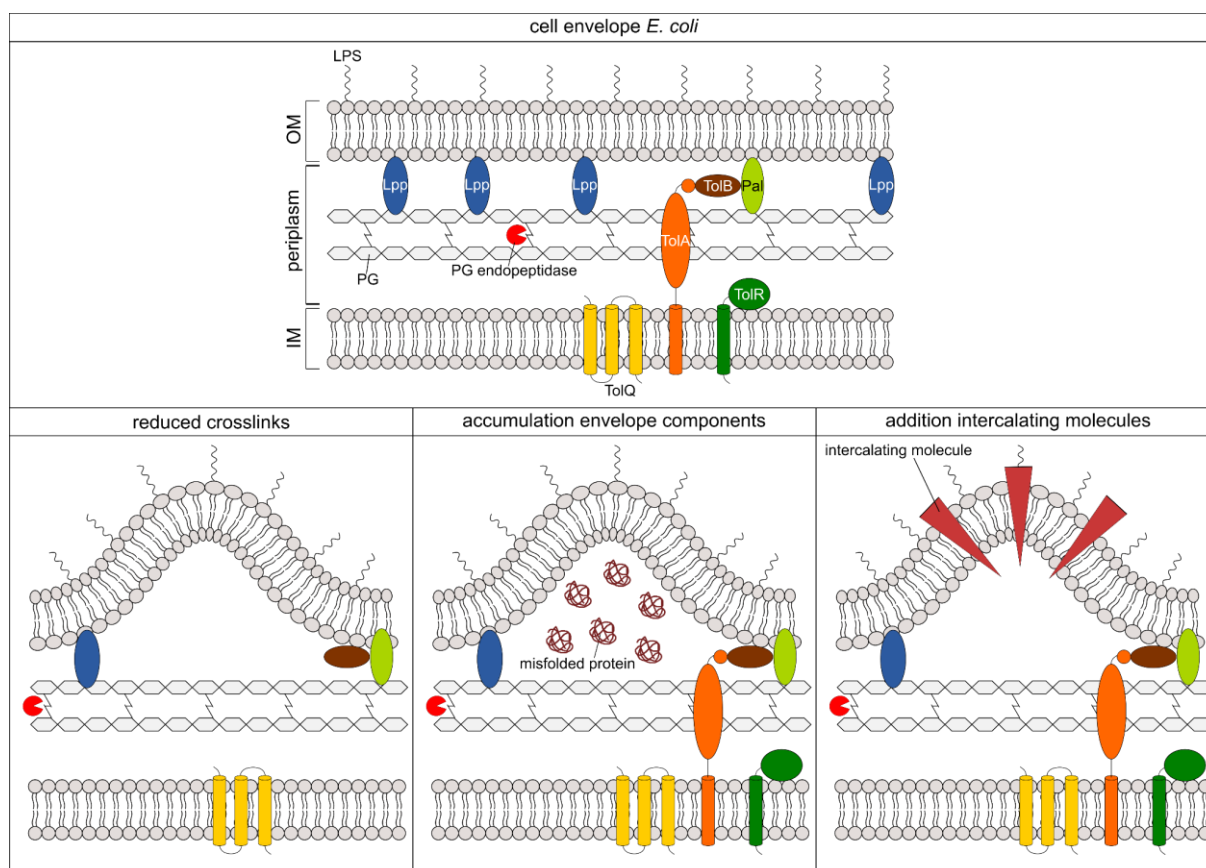 cell envelope E. coli
LPS
OM
Lpp
Lpp
Lpp
TolB
Pal
Lpp
periplasm
TolA
PG
PG endopeptidase
TolR
IM
TolQ
reduced crosslinks
accumulation envelope components
addition intercalating molecules
intercalating molecule
misfolded protein